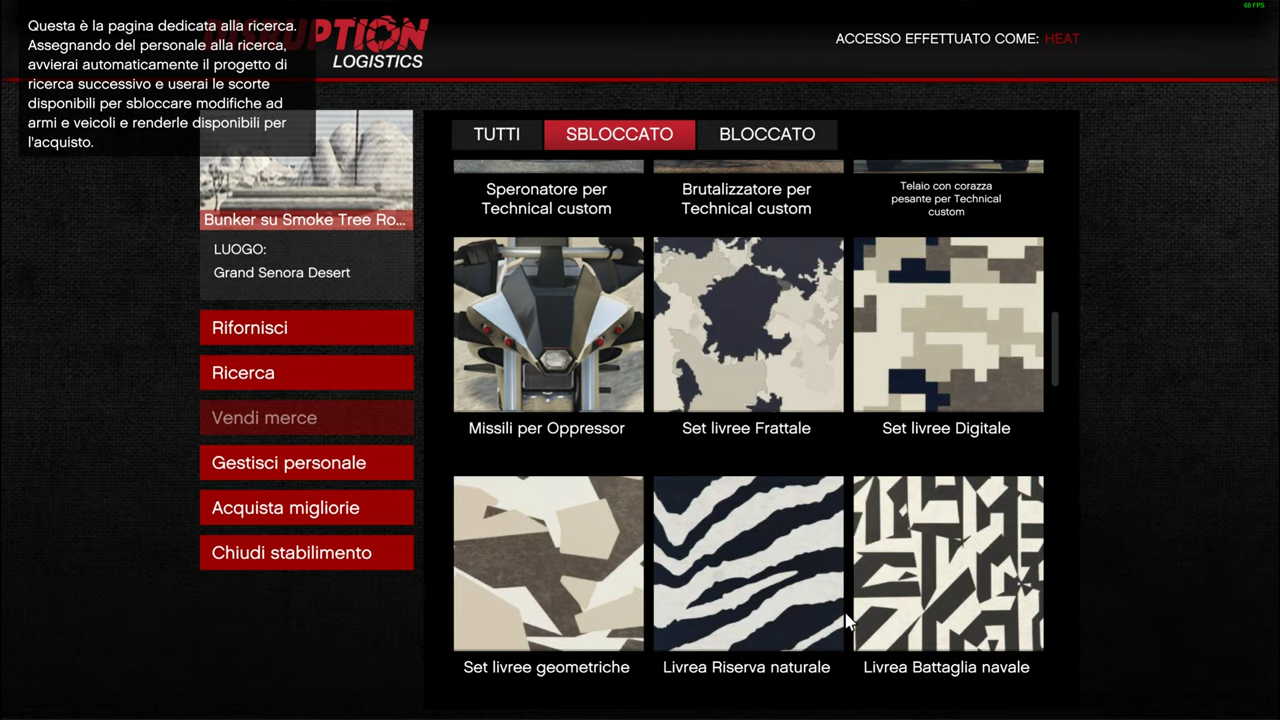 60 FPS
Questa è la pagina dedicata alla ricerca.
Assegnando del personale alla ricerca,
avvierai automaticamente il progetto di
ricerca successivo e userai le scorte
disponibili per sbloccare modifiche ad
armi e veicoli e renderle disponibili per
l'acquisto.
DISRUPTION
LOGISTICS
ACCESSO EFFETTUATO COME: HEAT
Bunker su Smoke Tree Ro...
LUOGO:
Grand Senora Desert
Rifornisci
Ricerca
Vendi merce
Gestisci personale
Acquista migliorie
Chiudi stabilimento
TUTTI
SBLOCCATO
BLOCCATO
Speronatore per
Technical custom
Brutalizzatore per
Technical custom
Telaio con corazza
pesante per Technical
custom
Missili per Oppressor
Set livree Frattale
Set livree Digitale
Set livree geometriche
Livrea Riserva naturale
Livrea Battaglia navale